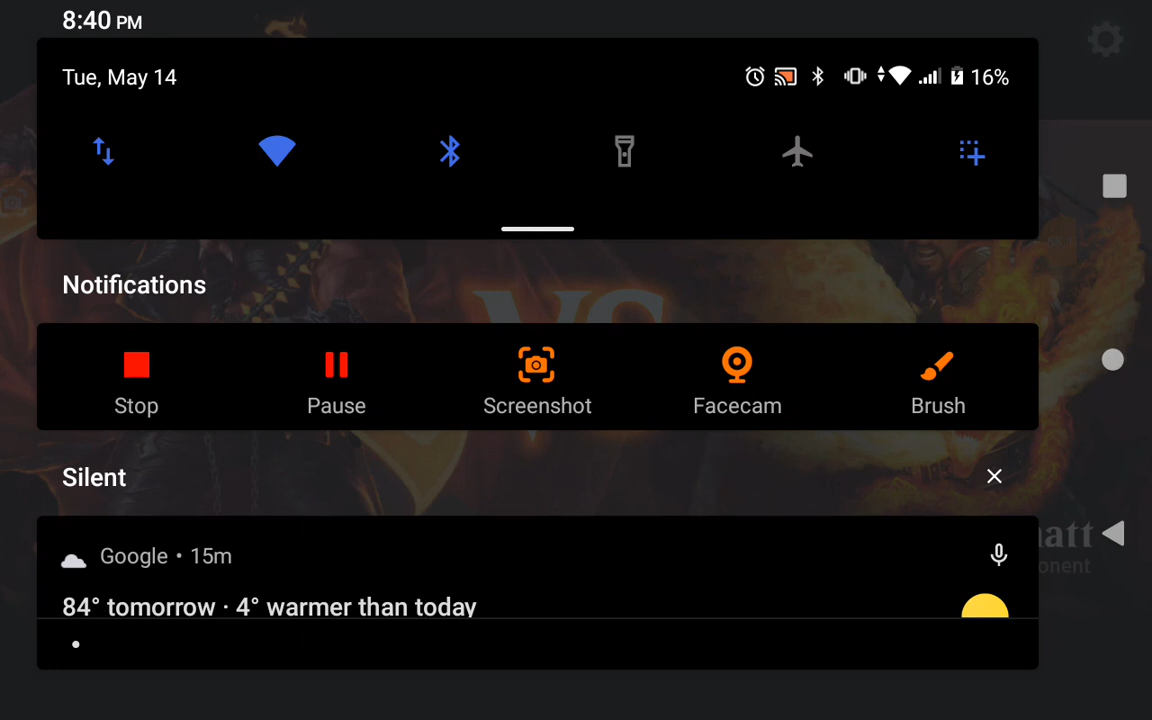 8:40 PM
Tue, May 14
16%
Notifications
VS
Stop Pause Screenshot Facecam Brush
Silent
Google • 15m
84° tomorrow · 4° warmer than today